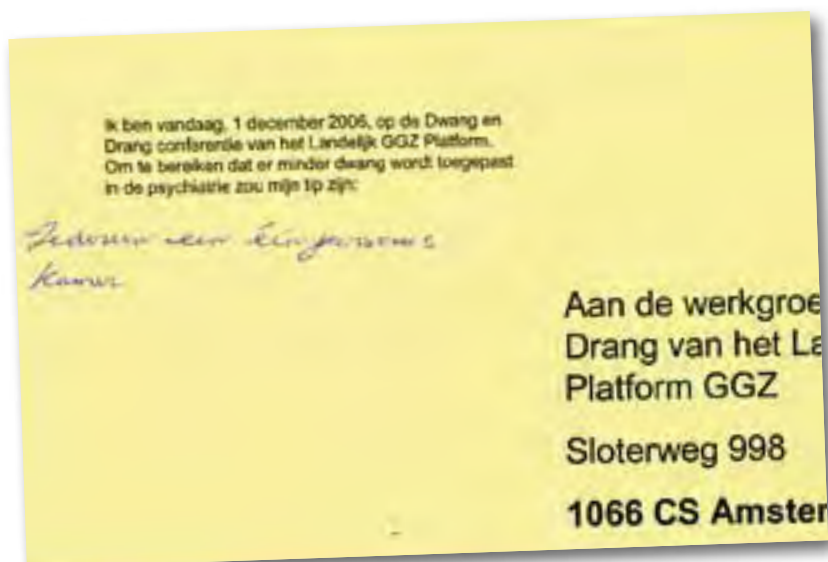 Ik ben vandaag, 1 december 2006, op de Dwang en
Drang conferentie van het Landelijk GGZ Platform.
Om te bereiken dat er minder dwang wordt toegepast
in de psychiatrie zou mijn tip zijn:
Iedereen een éénpersoons
kamer
Aan de werkgroe
Drang van het La
Platform GGZ
Sloterweg 998
1066 CS Amster